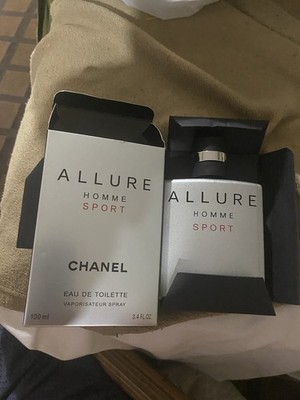 ALLURE
HOMME
SPORT
CHANEL
EAU DE TOILETTE
VAPORISATEUR SPRAY
100 ml
3.4 FL.OZ.
ALLURE
HOMME
SPORT